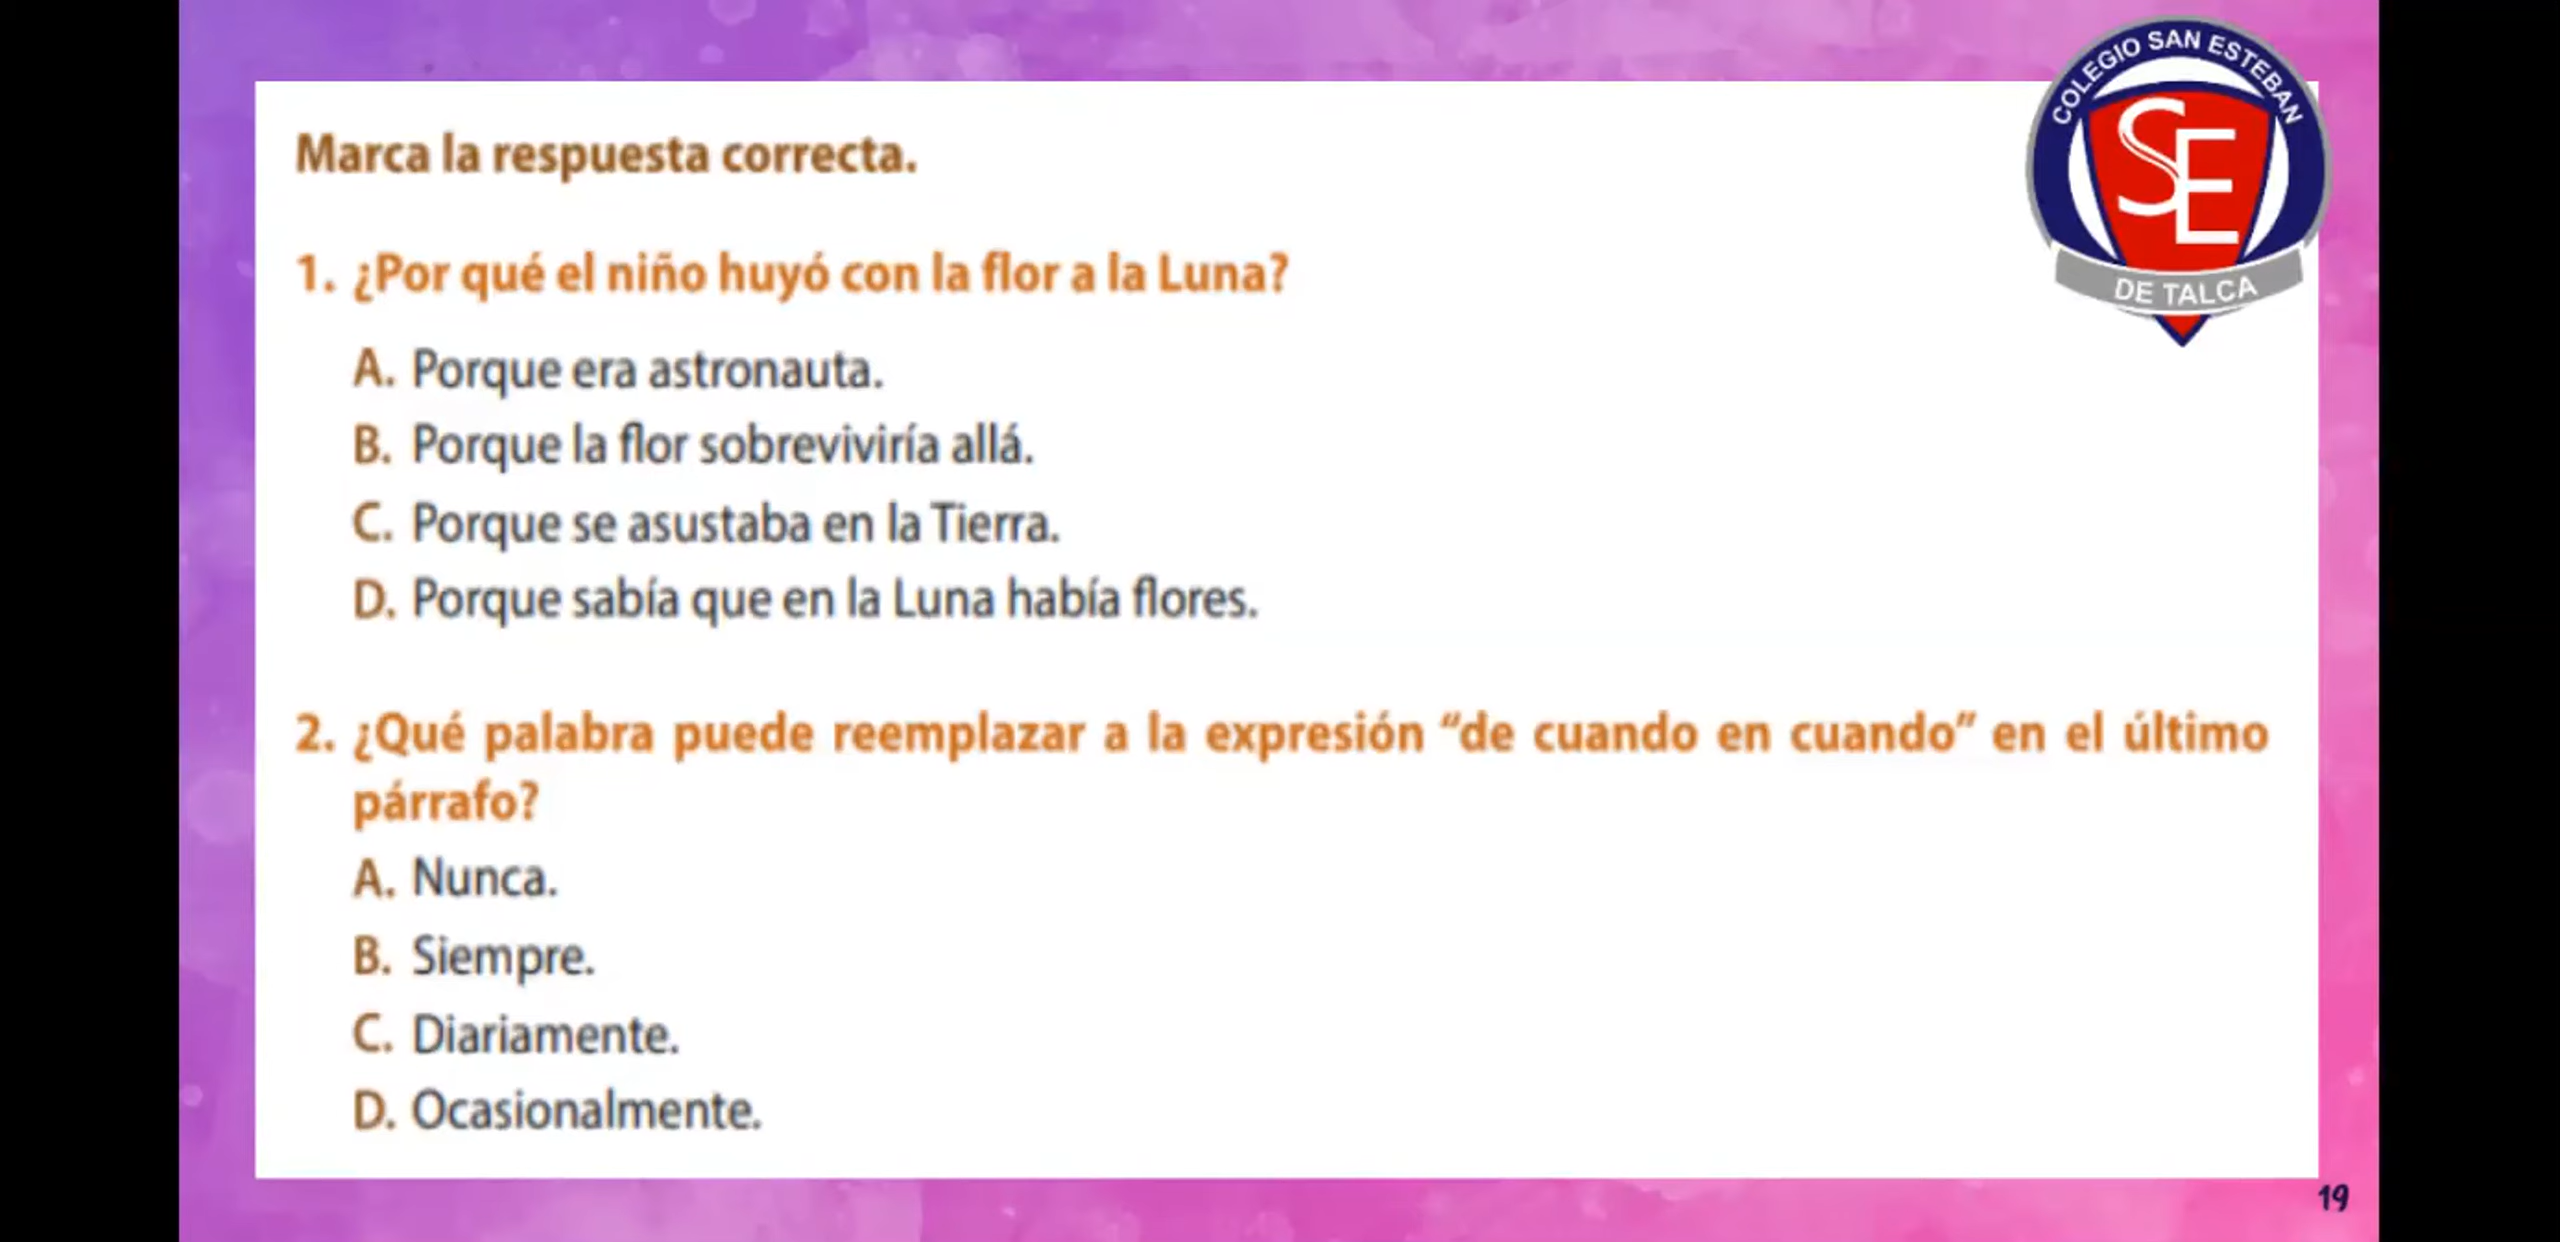 COLEGIO SAN ESTEBAN
SE
DE TALCA
Marca la respuesta correcta.
1. ¿Por qué el niño huyó con la flor a la Luna?
A. Porque era astronauta.
B. Porque la flor sobreviviría allá.
C. Porque se asustaba en la Tierra.
D. Porque sabía que en la Luna había flores.
2. ¿Qué palabra puede reemplazar a la expresión “de cuando en cuando” en el último
párrafo?
A. Nunca.
B. Siempre.
C. Diariamente.
D. Ocasionalmente.
19